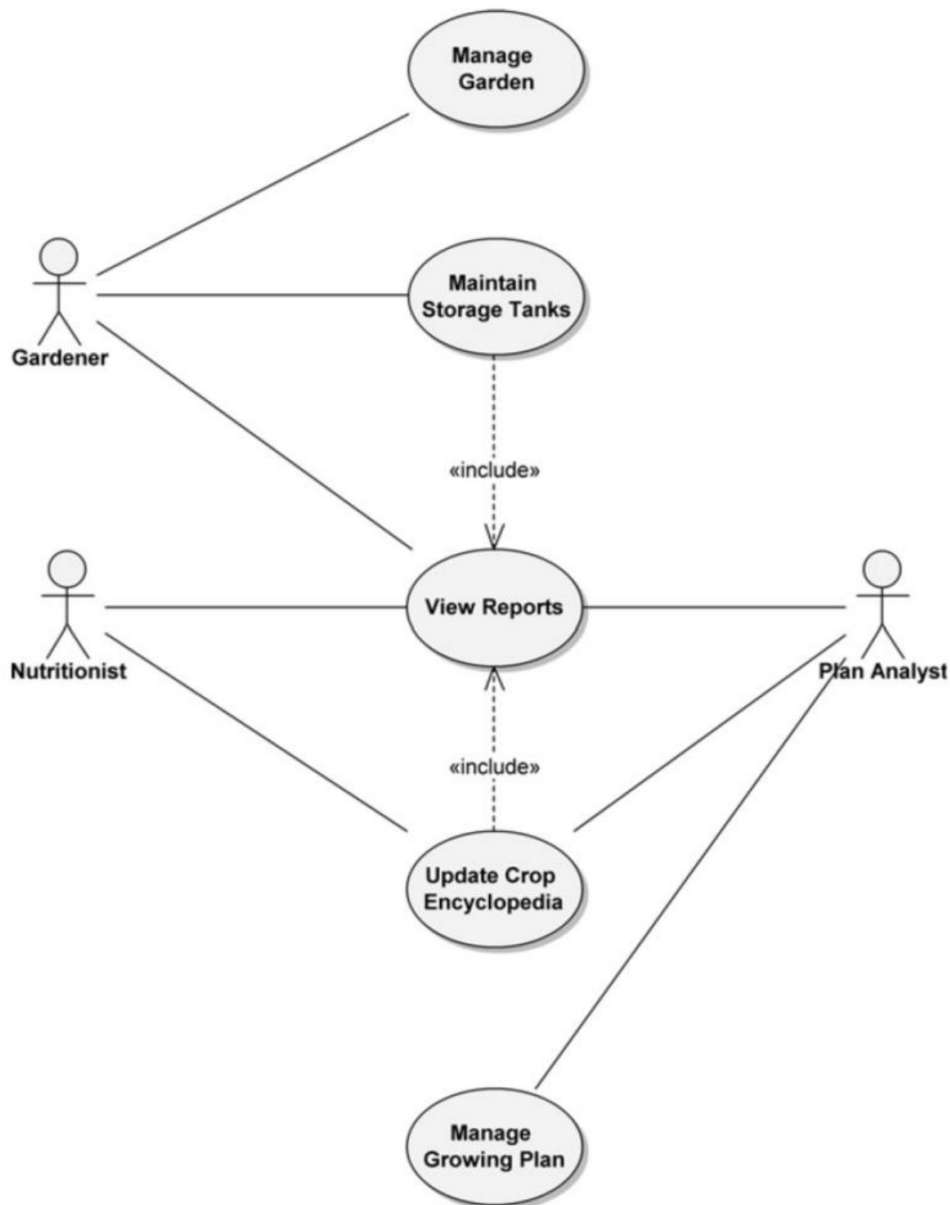 Manage
Garden
Maintain
Storage Tanks
Gardener
«include»
View Reports
Nutritionist
Plan Analyst
«include»
Update Crop
Encyclopedia
Manage
Growing Plan